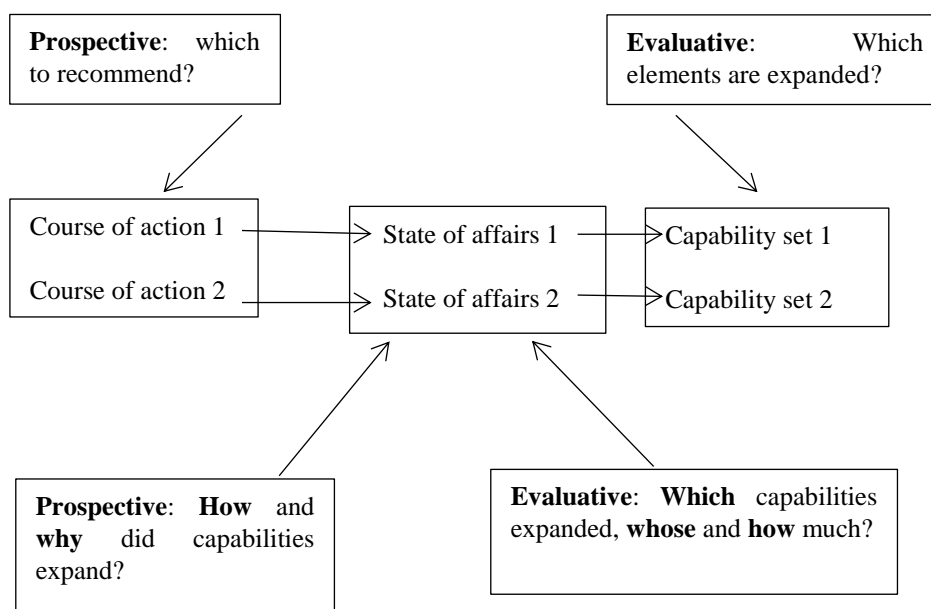 Prospective: which
to recommend?
Evaluative: Which
elements are expanded?
Course of action 1
Course of action 2
State of affairs 1
State of affairs 2
Capability set 1
Capability set 2
Prospective: How and
why did capabilities
expand?
Evaluative: Which capabilities
expanded, whose and how much?